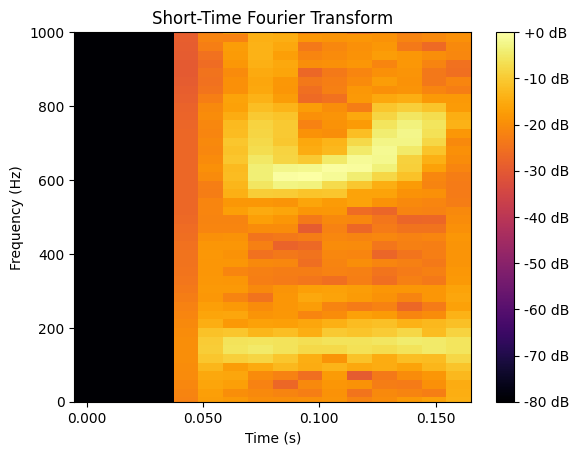 Short-Time Fourier Transform
1000
800
600
400
200
0
Frequency (Hz)
0.000
0.050
0.100
0.150
Time (s)
+0 dB
-10 dB
-20 dB
-30 dB
-40 dB
-50 dB
-60 dB
-70 dB
-80 dB